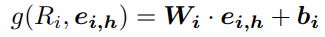 g(R_i, e_{i,h}) = W_i · e_{i,h} + b_i